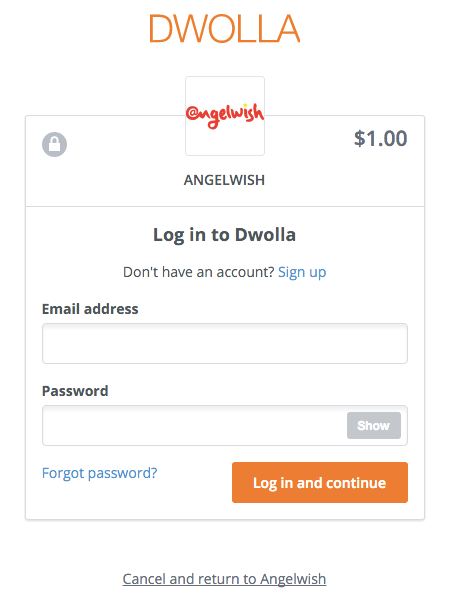 DWOLLA
@ngelwish
$1.00
ANGELWISH
Log in to Dwolla
Don't have an account? Sign up
Email address
Password
Show
Forgot password?
Log in and continue
Cancel and return to Angelwish